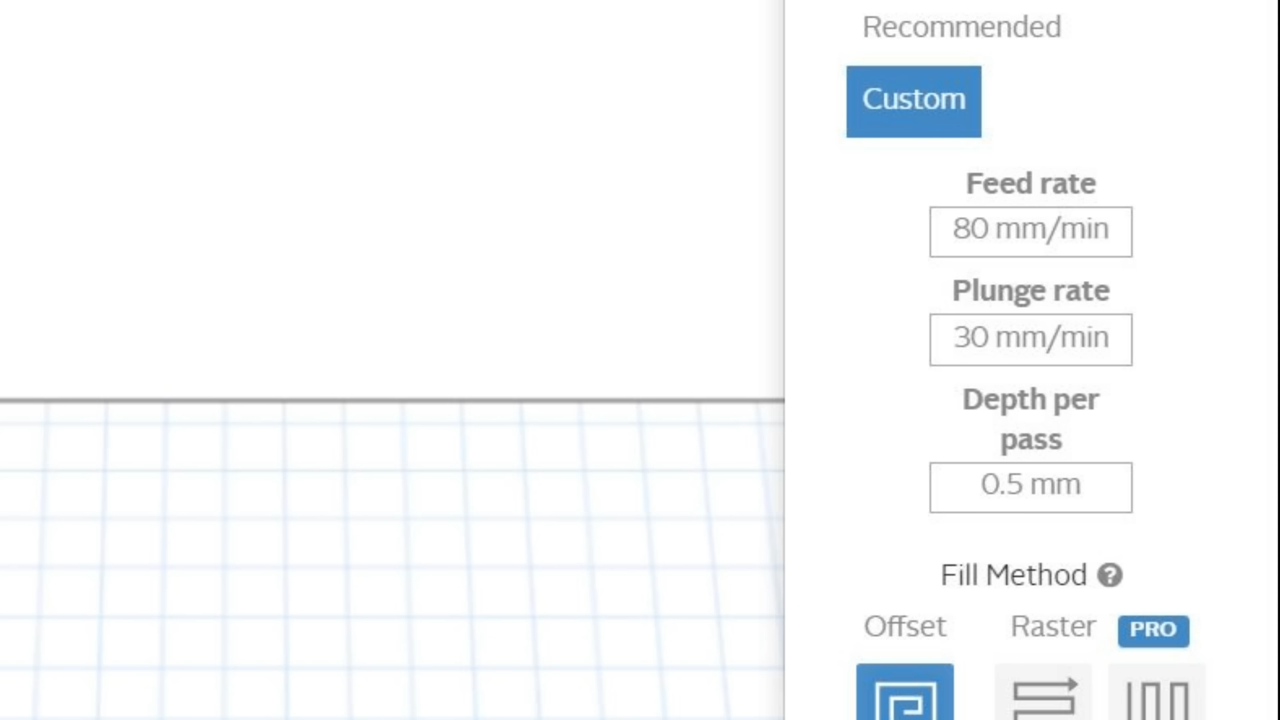 Recommended
Custom
Feed rate
80 mm/min
Plunge rate
30 mm/min
Depth per
pass
0.5 mm
Fill Method ?
Offset Raster PRO